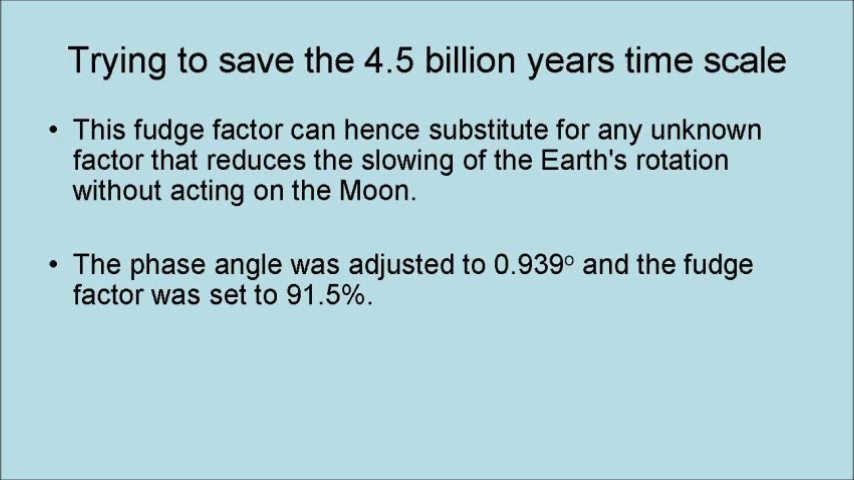 Trying to save the 4.5 billion years time scale
• This fudge factor can hence substitute for any unknown
factor that reduces the slowing of the Earth's rotation
without acting on the Moon.
• The phase angle was adjusted to 0.939º and the fudge
factor was set to 91.5%.